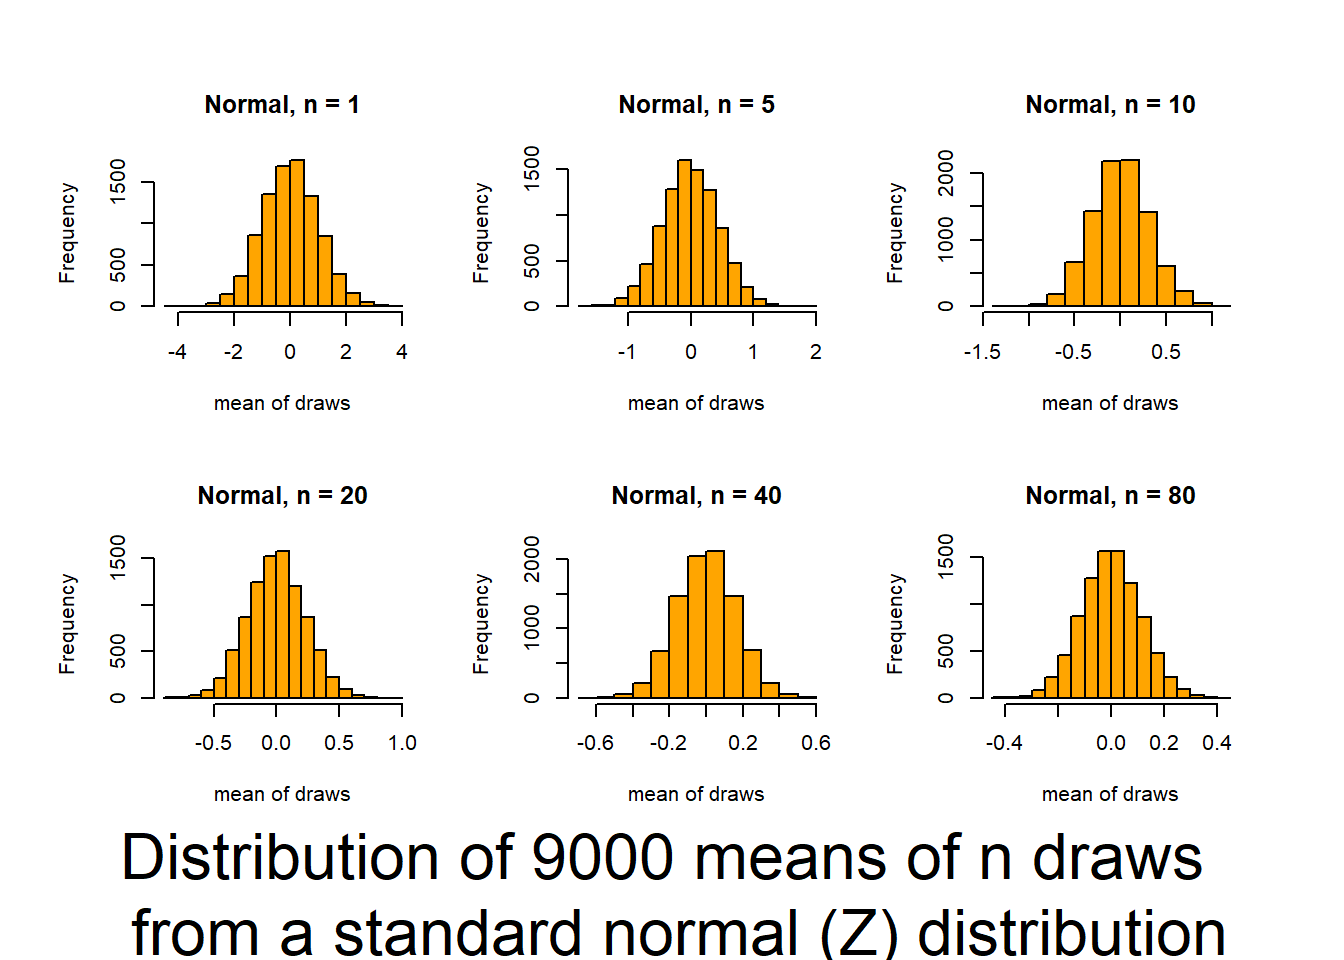 Normal, n = 1
Frequency
0 500 1500
-4 -2 0 2 4
mean of draws
Normal, n = 5
Frequency
0 500 1500
-1 0 1 2
mean of draws
Normal, n = 10
Frequency
0 1000 2000
-1.5 -0.5 0.5
mean of draws
Normal, n = 20
Frequency
0 500 1500
-0.5 0.0 0.5 1.0
mean of draws
Normal, n = 40
Frequency
0 1000 2000
-0.6 -0.2 0.2 0.6
mean of draws
Normal, n = 80
Frequency
0 500 1500
-0.4 0.0 0.2 0.4
mean of draws
Distribution of 9000 means of n draws
from a standard normal (Z) distribution